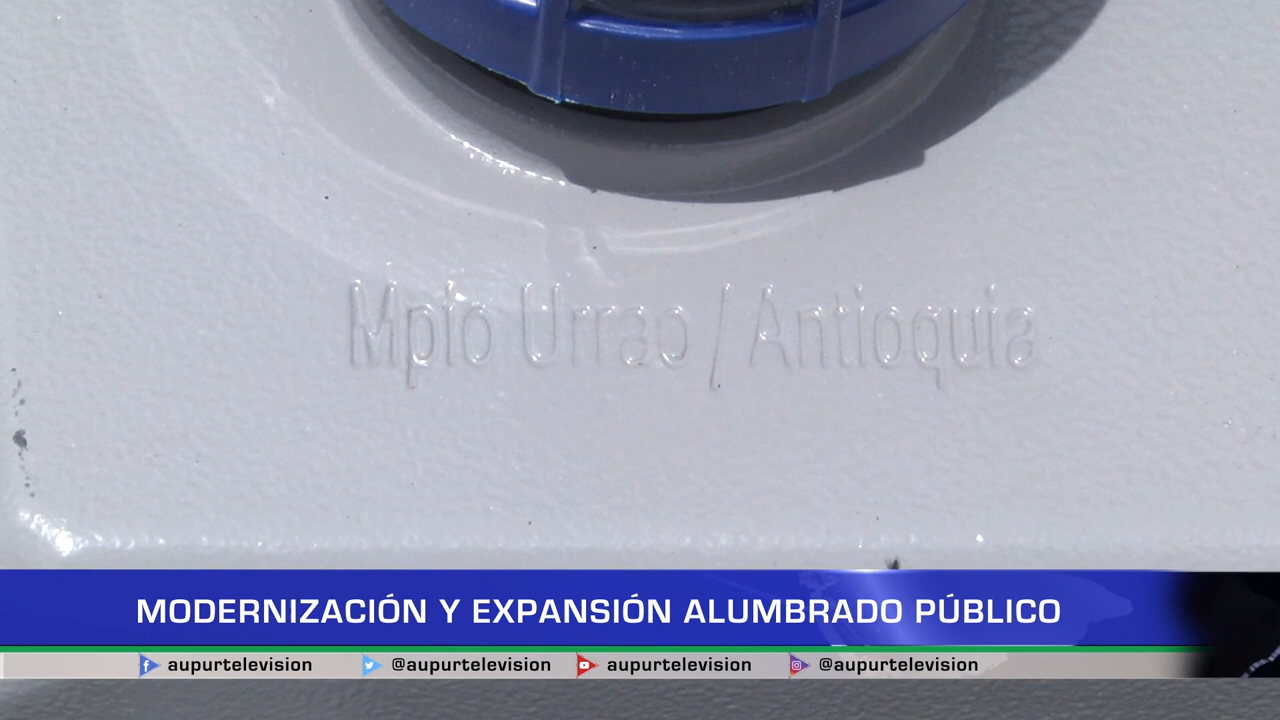 Mpio Urrao / Antioquia
MODERNIZACIÓN Y EXPANSIÓN ALUMBRADO PÚBLICO
aupurtelevision @aupurtelevision aupurtelevision @aupurtelevision